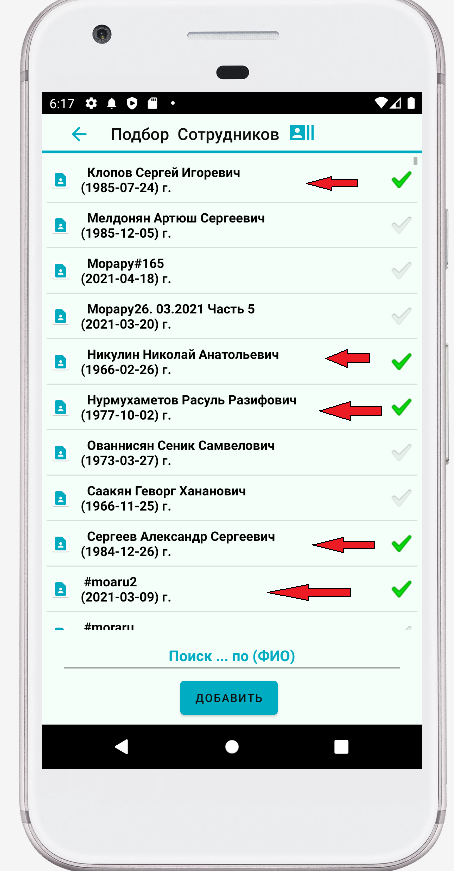 6:17
Подбор Сотрудников
Клопов Сергей Игоревич
(1985-07-24) г.
Мелдонян Артюш Сергеевич
(1985-12-05) г.
Морару#165
(2021-04-18) г.
Морару26. 03.2021 Часть 5
(2021-03-20) г.
Никулин Николай Анатольевич
(1966-02-26) г.
Нурмухаметов Расуль Разифович
(1977-10-02) г.
Ованнисян Сеник Самвелович
(1973-03-27) г.
Саакян Геворг Хананович
(1966-11-25) г.
Сергеев Александр Сергеевич
(1984-12-26) г.
#moaru2
(2021-03-09) г.
#moraru
Поиск ... по (ФИО)
ДОБАВИТЬ